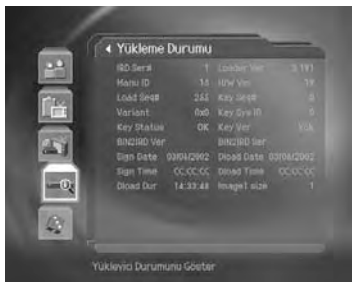 Yükleme Durumu
IRD Ser# 1 Loader Ver 3.191
Manu ID 14 H/W Ver 19
Load Seq# Key Seq# 0
Variant 0x0 Key Sys ID 0
Key Status OK Key Ver
BIN2IRD Ver BIN2IRD Ver
Sign Date 03/04/2002 Dload Date 03/04/2002
Sign Time CC:CC:CC Dload Time CC:CC:CC
Dload Dur 14:33:48 Image1 size 1
Yükleyici Durumunu Göster